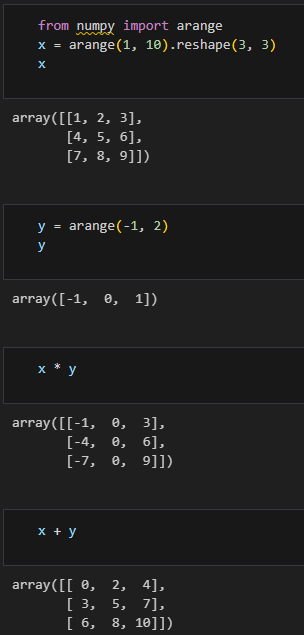 from numpy import arange
x = arange(1, 10).reshape(3, 3)
x
array([[1, 2, 3],
       [4, 5, 6],
       [7, 8, 9]])
y = arange(-1, 2)
y
array([-1,  0,  1])
x * y
array([[-1,  0,  3],
       [-4,  0,  6],
       [-7,  0,  9]])
x + y
array([[ 0,  2,  4],
       [ 3,  5,  7],
       [ 6,  8, 10]])